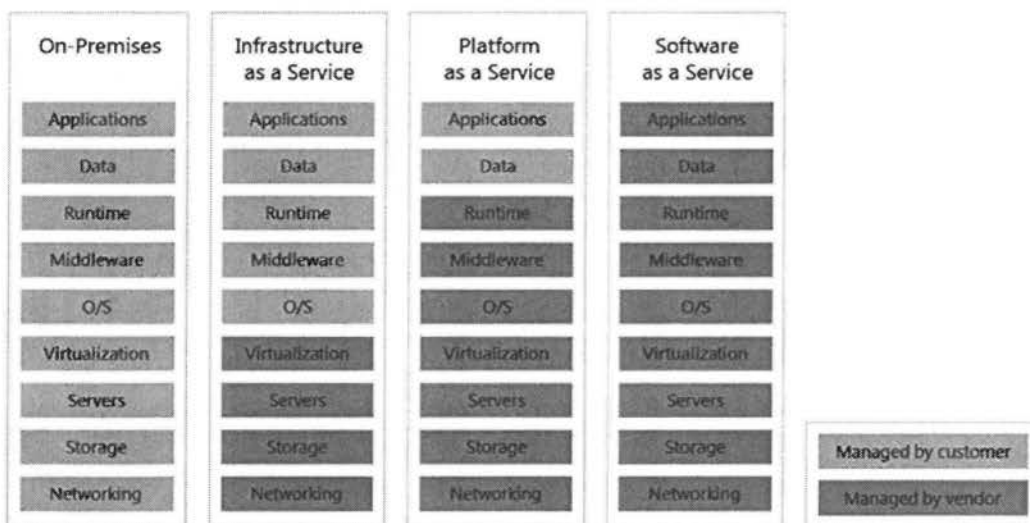 On-Premises
Applications
Data
Runtime
Middleware
O/S
Virtualization
Servers
Storage
Networking
Infrastructure
as a Service
Applications
Data
Runtime
Middleware
O/S
Virtualization
Servers
Storage
Networking
Platform
as a Service
Applications
Data
Runtime
Middleware
O/S
Virtualization
Servers
Storage
Networking
Software
as a Service
Applications
Data
Runtime
Middleware
O/S
Virtualization
Servers
Storage
Networking
Managed by customer
Managed by vendor